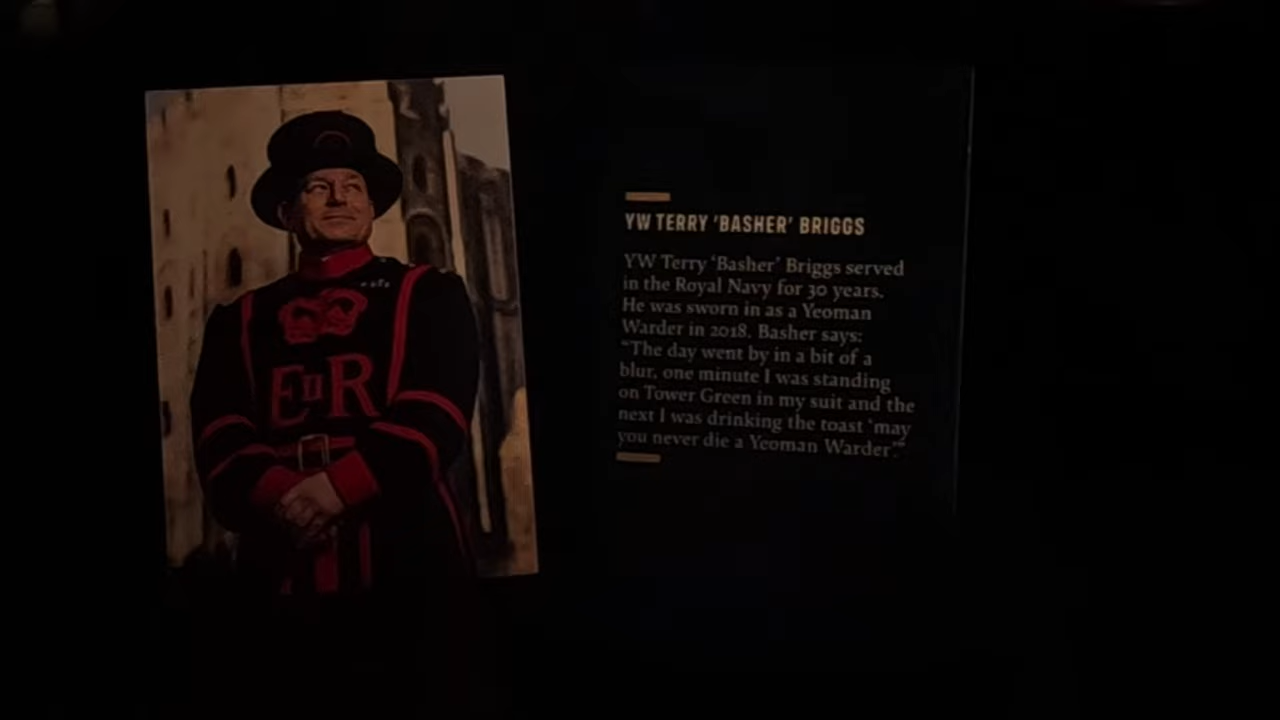 EIIR
YW TERRY ‘BASHER’ BRIGGS
YW Terry ‘Basher’ Briggs served
in the Royal Navy for 30 years.
He was sworn in as a Yeoman
Warder in 2018. Basher says:
“The day went by in a bit of a
blur, one minute I was standing
on Tower Green in my suit and the
next I was drinking the toast ‘may
you never die a Yeoman Warder’.”